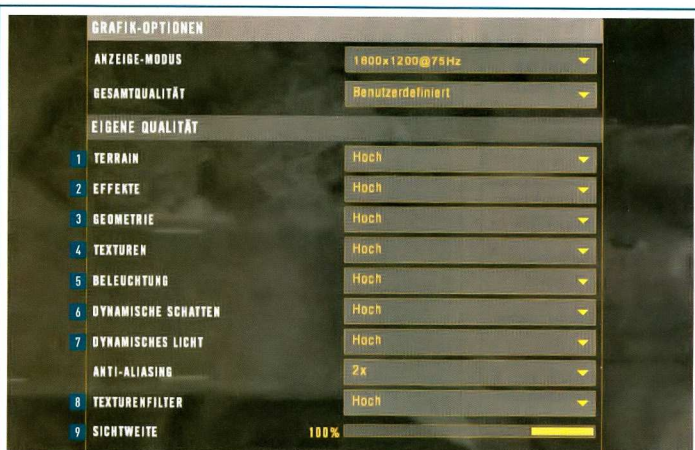 GRAFIK-OPTIONEN
ANZEIGE-MODUS 1600x1200@75Hz
GESAMTQUALITÄT Benutzerdefiniert
EIGENE QUALITÄT
1 TERRAIN Hoch
2 EFFEKTE Hoch
3 GEOMETRIE Hoch
4 TEXTUREN Hoch
5 BELEUCHTUNG Hoch
6 DYNAMISCHE SCHATTEN Hoch
7 DYNAMISCHES LICHT Hoch
ANTI-ALIASING 2x
8 TEXTURENFILTER Hoch
9 SICHTWEITE 100%